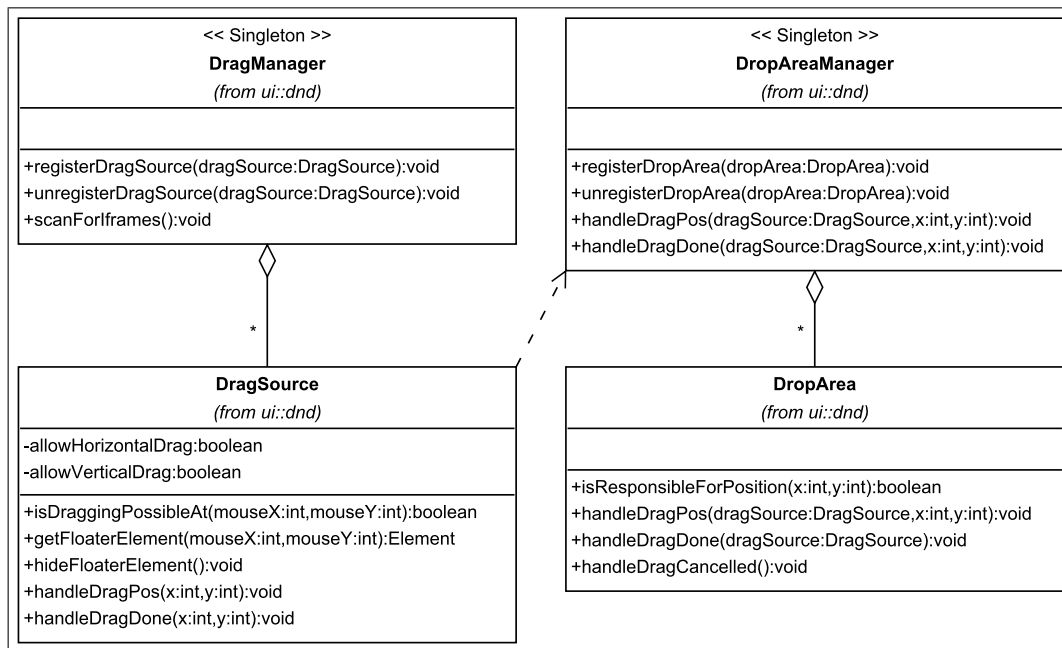 << Singleton >>
DragManager
(from ui::dnd)
+registerDragSource(dragSource:DragSource):void
+unregisterDragSource(dragSource:DragSource):void
+scanForIframes():void
<< Singleton >>
DropAreaManager
(from ui::dnd)
+registerDropArea(dropArea:DropArea):void
+unregisterDropArea(dropArea:DropArea):void
+handleDragPos(dragSource:DragSource,x:int,y:int):void
+handleDragDone(dragSource:DragSource,x:int,y:int):void
*
*
DragSource
(from ui::dnd)
-allowHorizontalDrag:boolean
-allowVerticalDrag:boolean
+isDraggingPossibleAt(mouseX:int,mouseY:int):boolean
+getFloaterElement(mouseX:int,mouseY:int):Element
+hideFloaterElement():void
+handleDragPos(x:int,y:int):void
+handleDragDone(x:int,y:int):void
DropArea
(from ui::dnd)
+isResponsibleForPosition(x:int,y:int):boolean
+handleDragPos(dragSource:DragSource,x:int,y:int):void
+handleDragDone(dragSource:DragSource):void
+handleDragCancelled():void